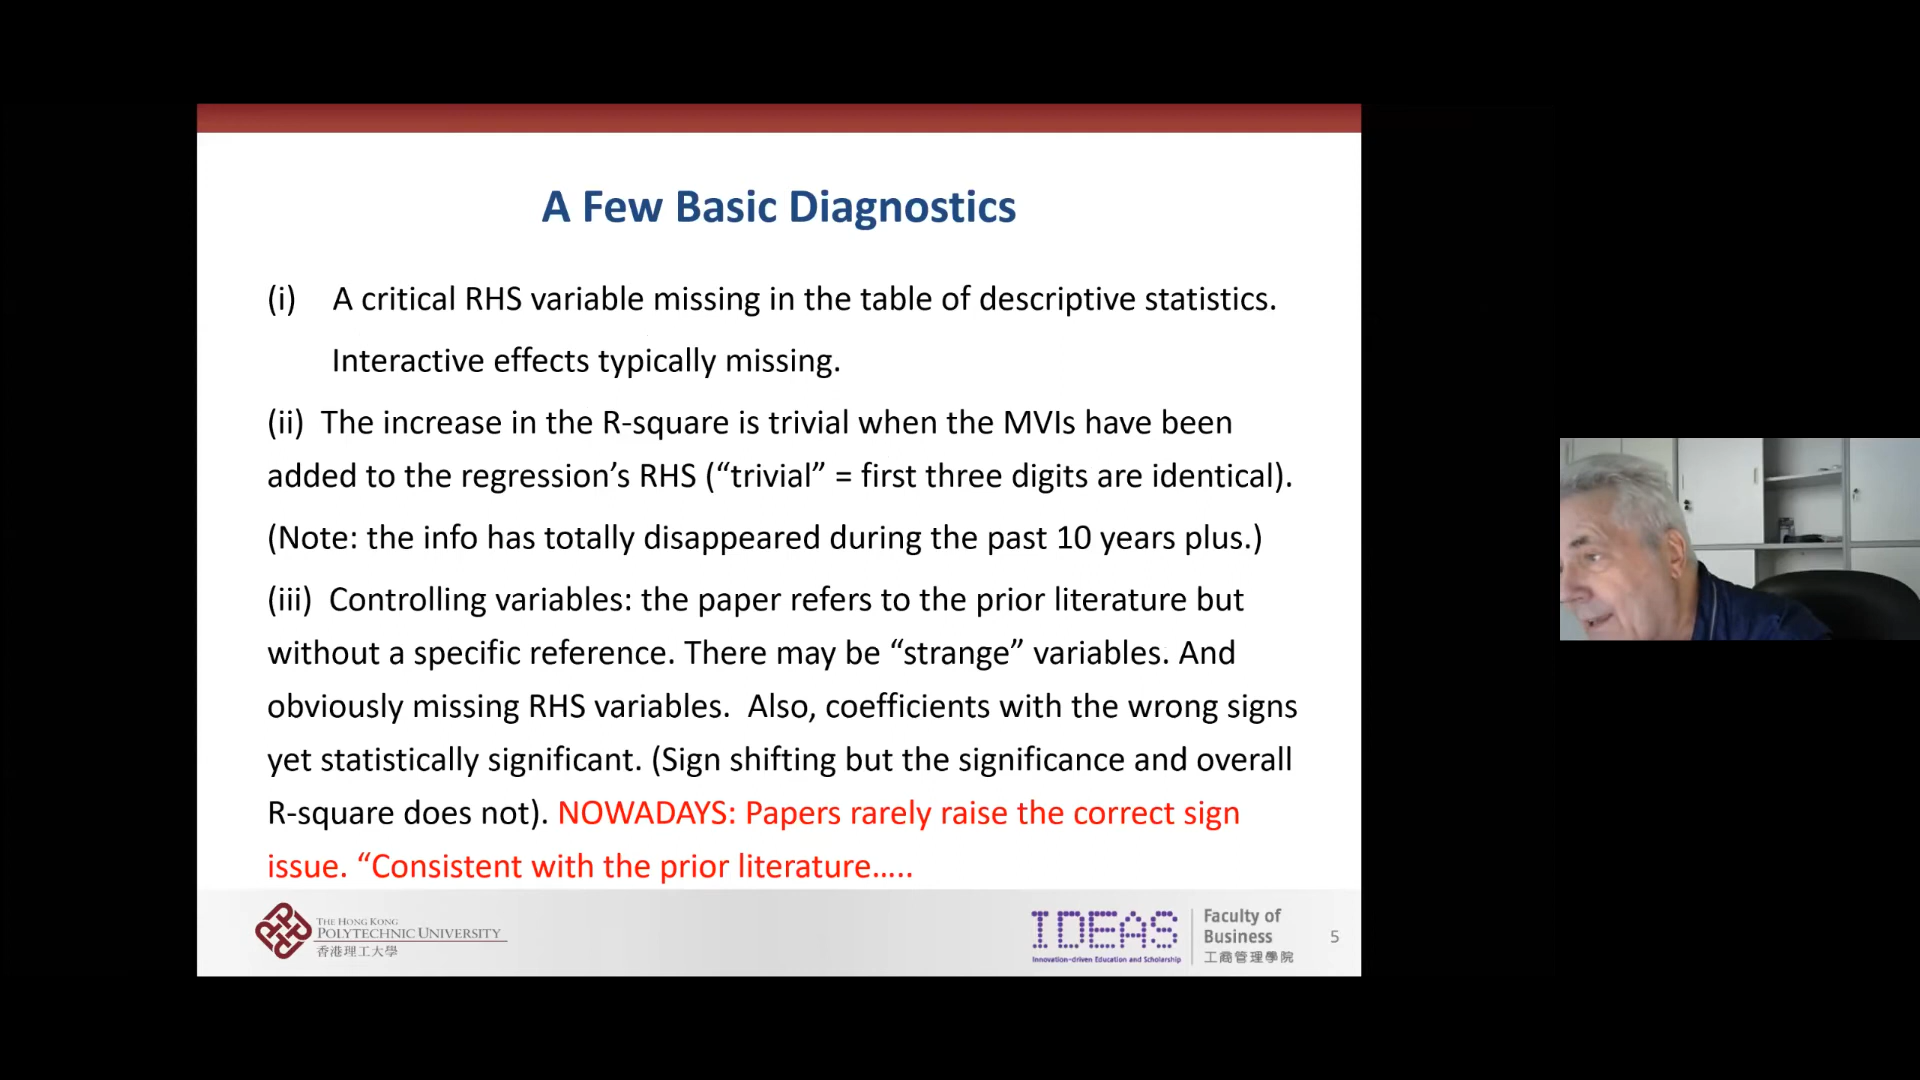 A Few Basic Diagnostics
(i) A critical RHS variable missing in the table of descriptive statistics.
Interactive effects typically missing.
(ii) The increase in the R-square is trivial when the MVIs have been
added to the regression’s RHS (“trivial” = first three digits are identical).
(Note: the info has totally disappeared during the past 10 years plus.)
(iii) Controlling variables: the paper refers to the prior literature but
without a specific reference. There may be “strange” variables. And
obviously missing RHS variables. Also, coefficients with the wrong signs
yet statistically significant. (Sign shifting but the significance and overall
R-square does not). NOWADAYS: Papers rarely raise the correct sign
issue. “Consistent with the prior literature.....
THE HONG KONG
POLYTECHNIC UNIVERSITY
香港理工大學
IDEAS
Innovation-driven Education and Scholarship
Faculty of
Business
工商管理學院
5